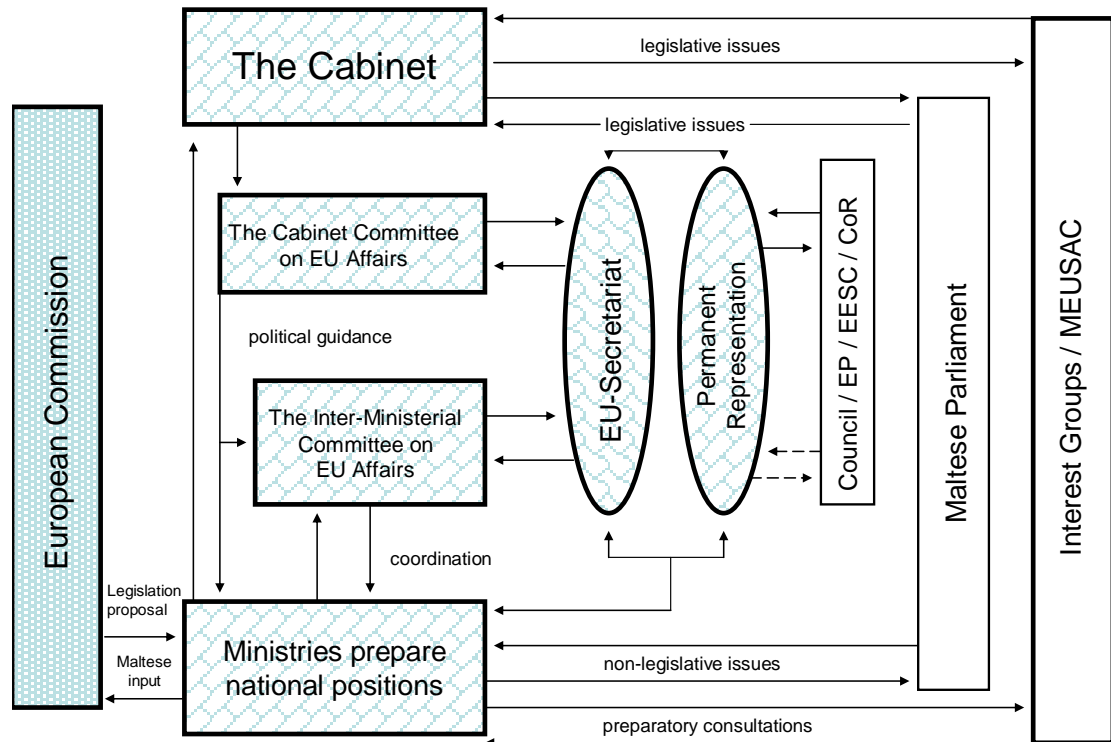 The Cabinet
legislative issues
legislative issues
The Cabinet Committee
on EU Affairs
political guidance
The Inter-Ministerial
Committee on
EU Affairs
coordination
European Commission
Legislation
proposal
Maltese
input
Ministries prepare
national positions
EU-Secretariat
Permanent
Representation
Council / EP / EESC / CoR
Maltese Parliament
Interest Groups / MEUSAC
non-legislative issues
preparatory consultations